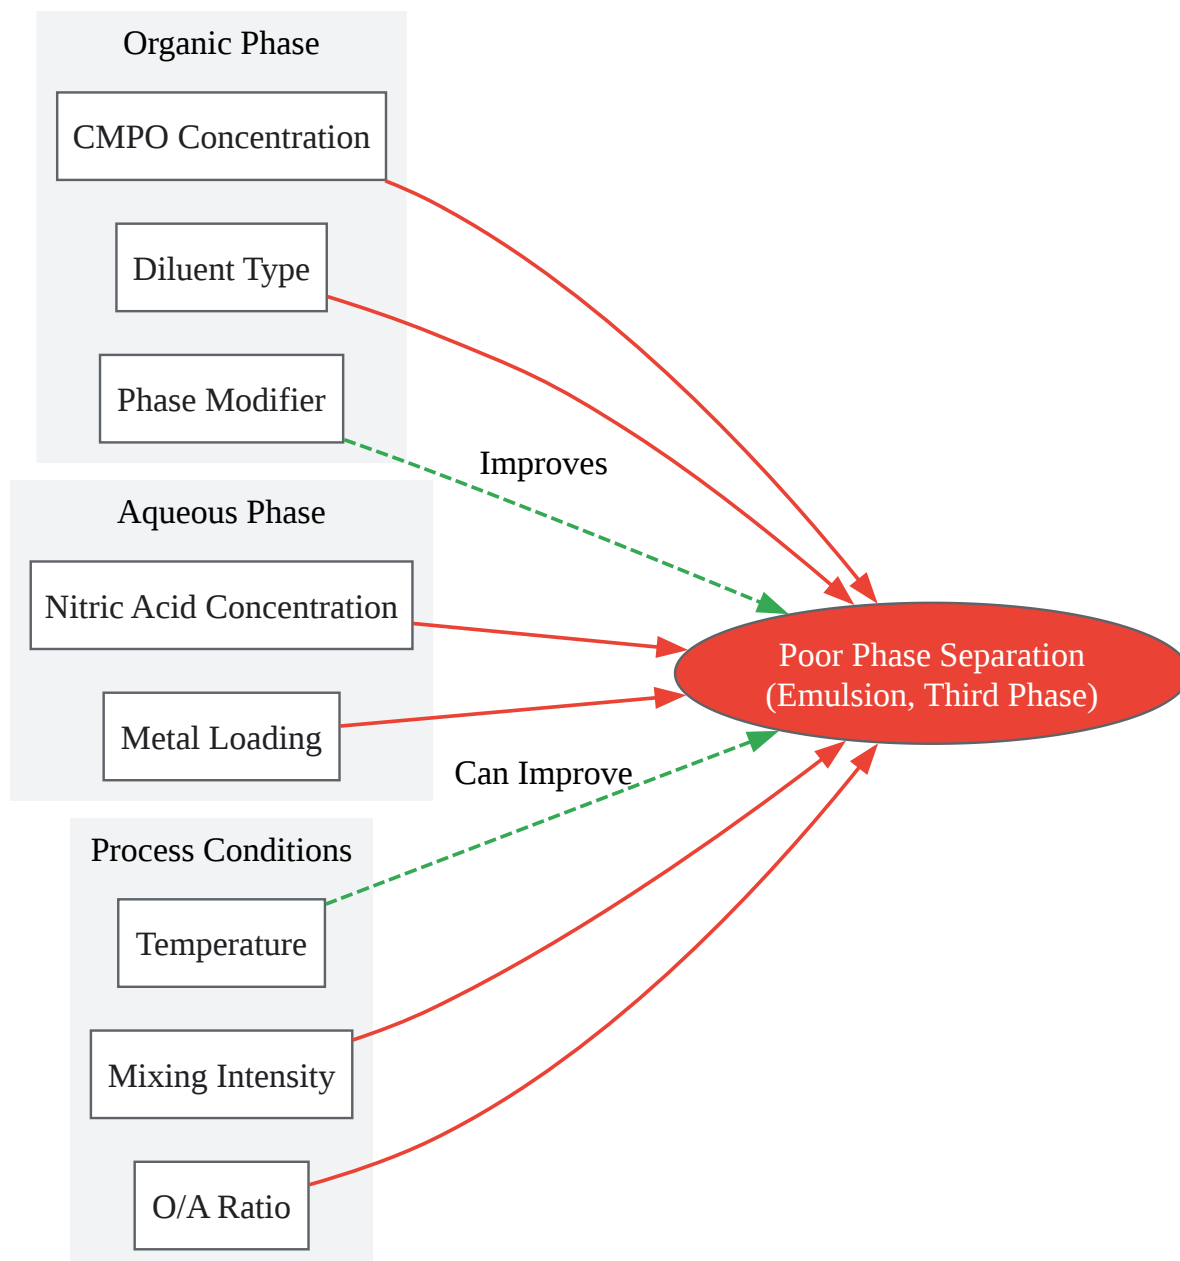 Organic Phase
CMPO Concentration
Diluent Type
Phase Modifier
Improves
Aqueous Phase
Nitric Acid Concentration
Metal Loading
Poor Phase Separation
(Emulsion, Third Phase)
Can Improve
Process Conditions
Temperature
Mixing Intensity
O/A Ratio